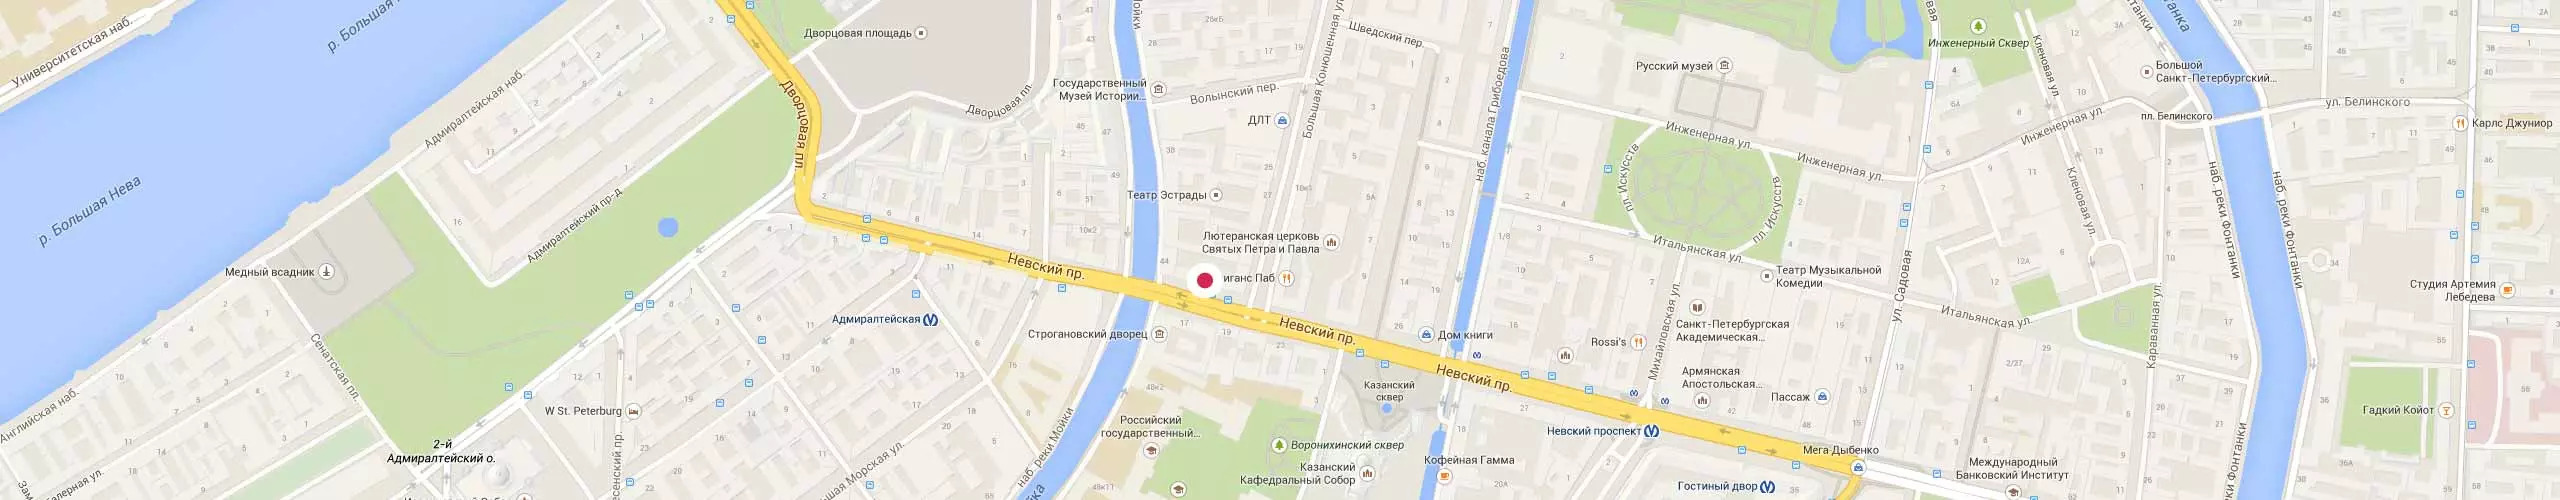 Университетская наб.
р. Большая Нева
Дворцовая площадь
Адмиралтейская наб.
Дворцовая пл.
Дворцовая пл.
Государственный
Музей Истории...
Волынский пер.
Шведский пер.
Большая Конюшенная ул.
ДЛТ
наб. канала Грибоедова
Русский музей
Инженерный Сквер
Кленовая ул.
Большой
Санкт-Петербургский...
ул. Белинского
пл. Белинского
Карлс Джуниор
Инженерная ул.
Инженерная ул.
Инженерная ул.
пл. Искусств
пл. Искусств
Кленовая ул.
наб. реки Фонтанки
наб. реки Фонтанки
р. Большая Нева
Адмиралтейский пр-д
Медный всадник
Театр Эстрады
Лютеранская церковь
Святых Петра и Павла
иганс Паб
Невский пр.
Итальянская ул.
Театр Музыкальной
Комедии
ул. Садовая
Итальянская ул.
Караванная ул.
Студия Артемия
Лебедева
Адмиралтейская
Строгановский дворец
Невский пр.
Дом книги
Rossi's
Михайловская ул.
Санкт-Петербургская
Академическая...
Сенатская пл.
Английская наб.
W St. Peterburg
Казанский
сквер
Невский пр.
Армянская
Апостольская...
Пассаж
Гадкий Койот
2-й
Адмиралтейский о.
наб. реки Мойки
Российский
государственный...
Воронихинский сквер
Невский проспект
Мега-Дыбенко
Казанский
Кафедральный Собор
Кофейная Гамма
Гостиный двор
Международный
Банковский Институт